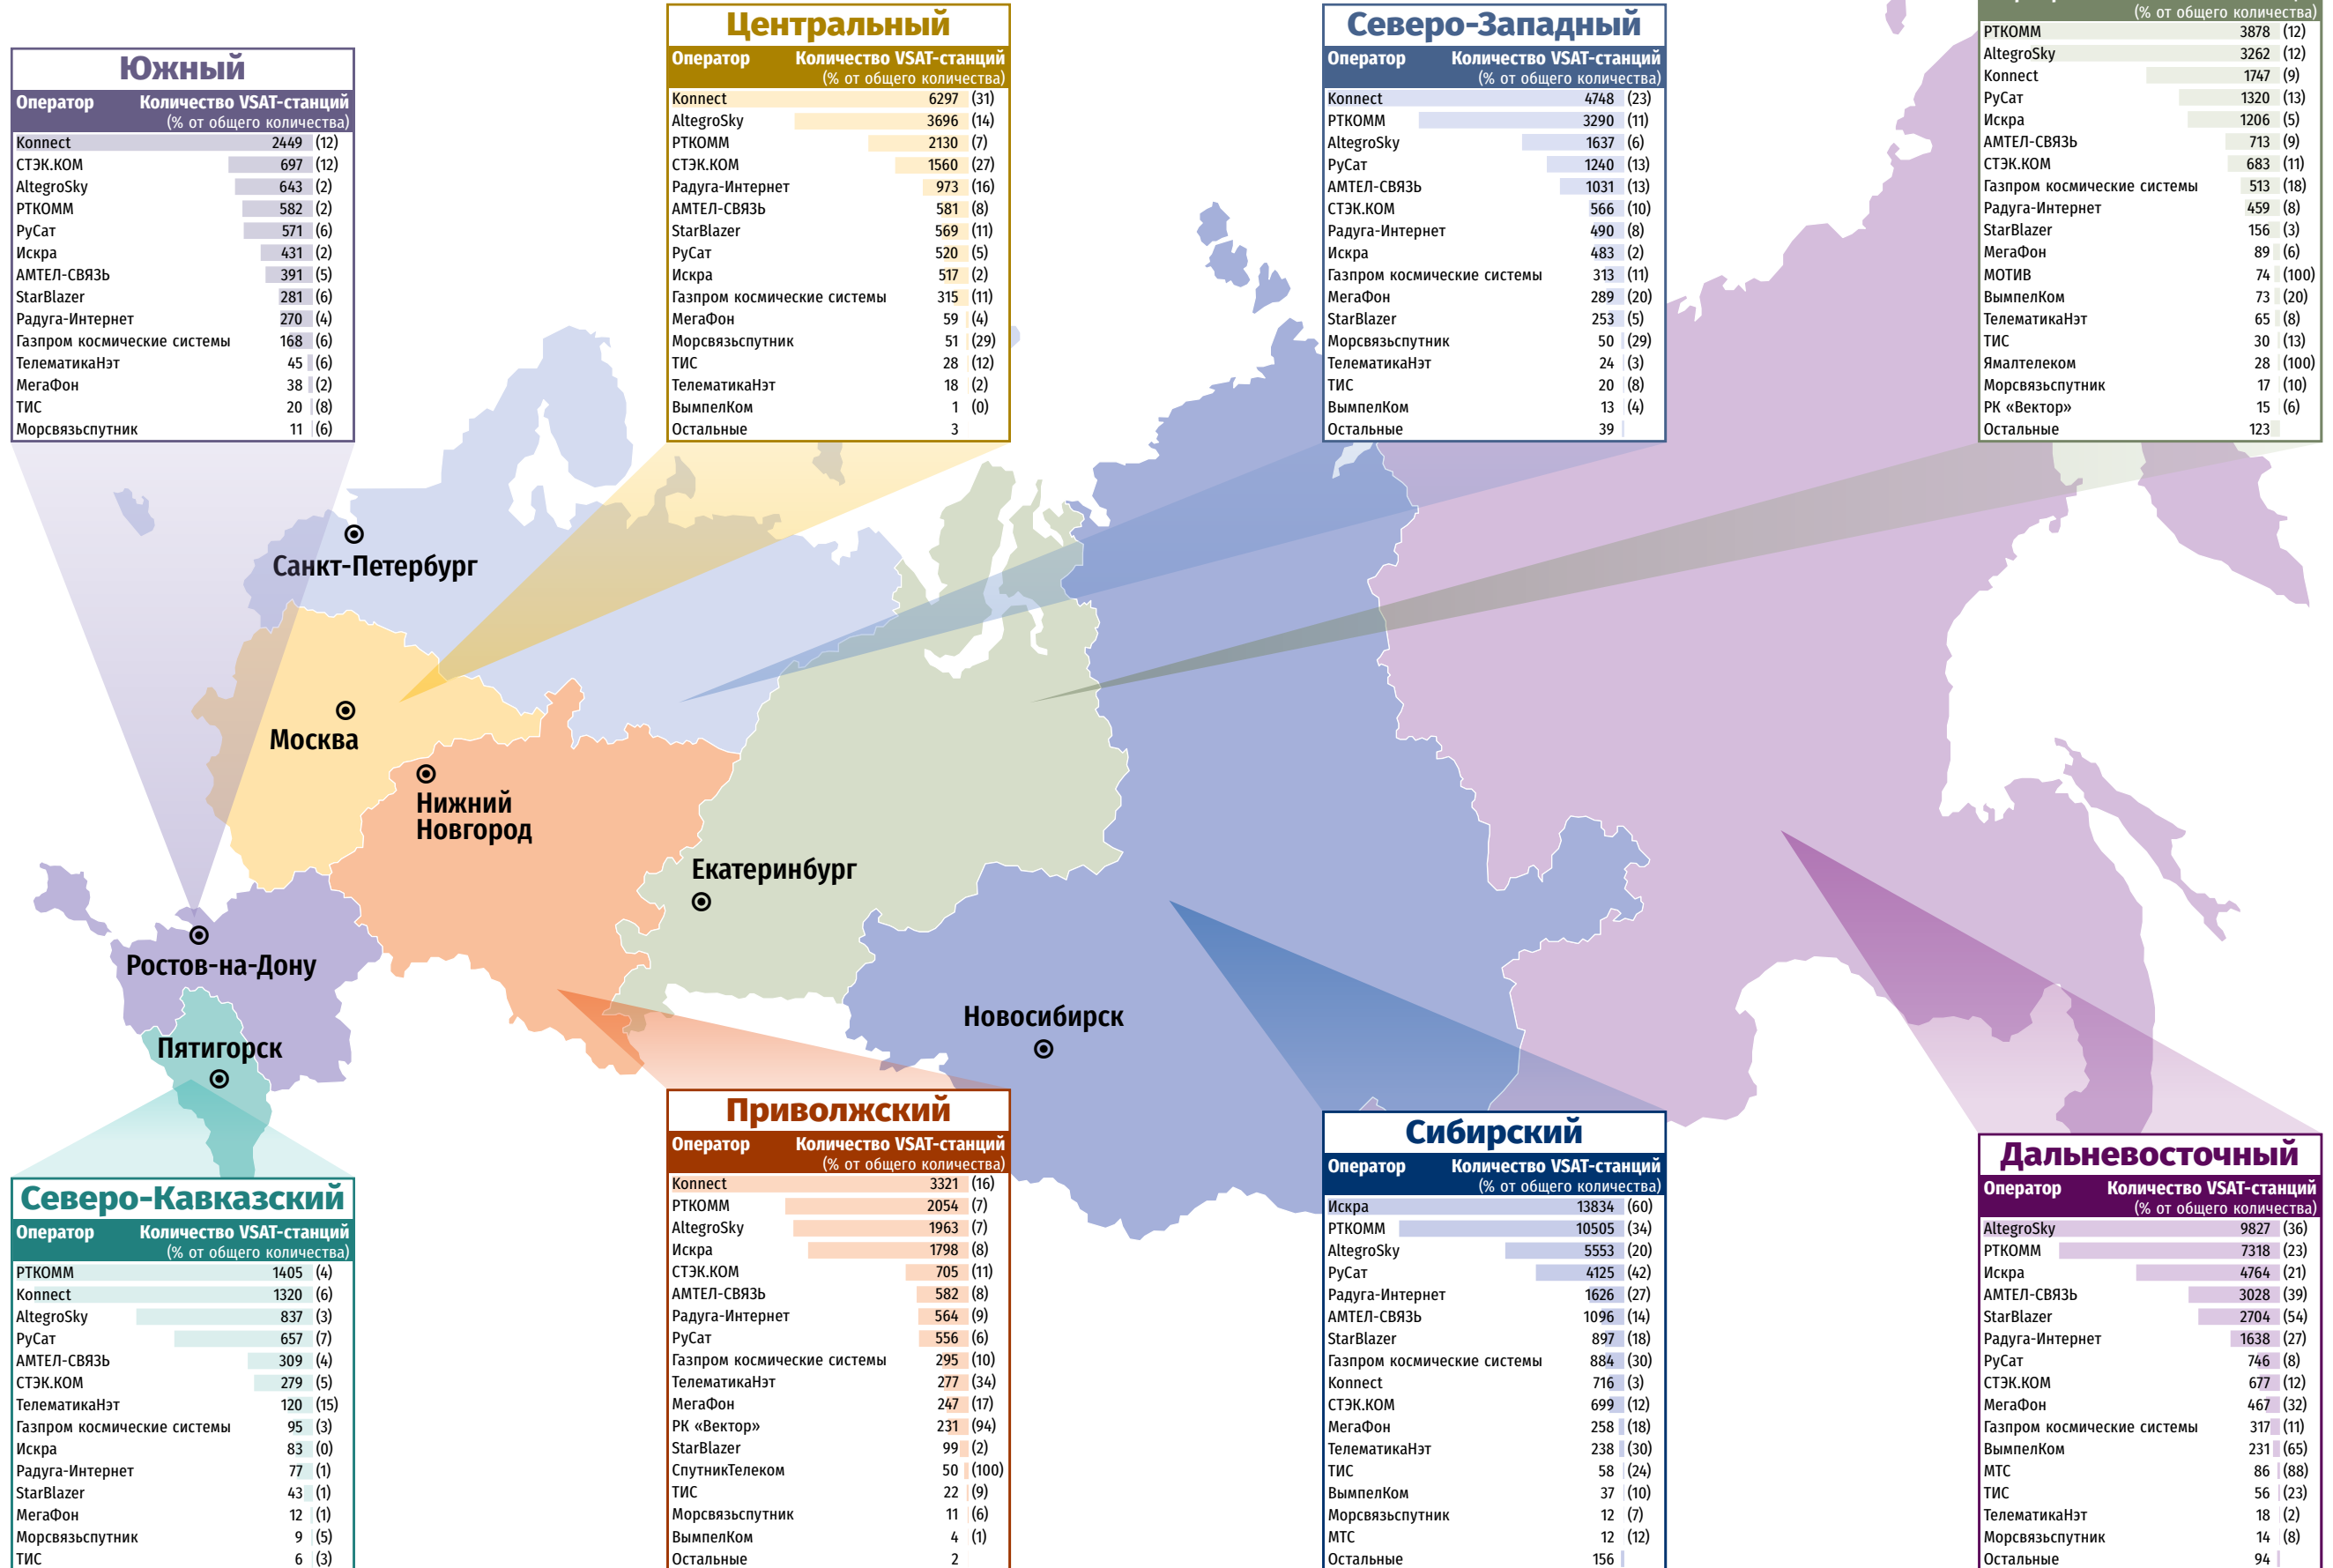 Южный
Оператор Количество VSAT-станций
(% от общего количества)
Konnect 2449 (12)
СТЭК.КОМ 697 (12)
AltegroSky 643 (2)
РТКОММ 582 (2)
РуСат 571 (6)
Искра 431 (2)
АМТЕЛ-СВЯЗЬ 391 (5)
StarBlazer 281 (6)
Радуга-Интернет 270 (4)
Газпром космические системы 168 (6)
ТелематикаНэт 45 (6)
МегаФон 38 (2)
ТИС 20 (8)
Морсвязьспутник 11 (6)
Центральный
Оператор Количество VSAT-станций
(% от общего количества)
Konnect 6297 (31)
AltegroSky 3696 (14)
РТКОММ 2130 (7)
СТЭК.КОМ 1560 (27)
Радуга-Интернет 973 (16)
АМТЕЛ-СВЯЗЬ 581 (8)
StarBlazer 569 (11)
РуСат 520 (5)
Искра 517 (2)
Газпром космические системы 315 (11)
МегаФон 59 (4)
Морсвязьспутник 51 (29)
ТИС 28 (12)
ТелематикаНэт 18 (2)
ВымпелКом 1 (0)
Остальные 3
Северо-Западный
Оператор Количество VSAT-станций
(% от общего количества)
Konnect 4748 (23)
РТКОММ 3290 (11)
AltegroSky 1637 (6)
РуСат 1240 (13)
АМТЕЛ-СВЯЗЬ 1031 (13)
СТЭК.КОМ 566 (10)
Радуга-Интернет 490 (8)
Искра 483 (2)
Газпром космические системы 313 (11)
МегаФон 289 (20)
StarBlazer 253 (5)
Морсвязьспутник 50 (29)
ТелематикаНэт 24 (3)
ТИС 20 (8)
ВымпелКом 13 (4)
Остальные 39
(% от общего количества)
РТКОММ 3878 (12)
AltegroSky 3262 (12)
Konnect 1747 (9)
РуСат 1320 (13)
Искра 1206 (5)
АМТЕЛ-СВЯЗЬ 713 (9)
СТЭК.КОМ 683 (11)
Газпром космические системы 513 (18)
Радуга-Интернет 459 (8)
StarBlazer 156 (3)
МегаФон 89 (6)
МОТИВ 74 (100)
ВымпелКом 73 (20)
ТелематикаНэт 65 (8)
ТИС 30 (13)
Ямалтелеком 28 (100)
Морсвязьспутник 17 (10)
РК «Вектор» 15 (6)
Остальные 123
Санкт-Петербург
Москва
Нижний
Новгород
Екатеринбург
Ростов-на-Дону
Новосибирск
Пятигорск
Северо-Кавказский
Оператор Количество VSAT-станций
(% от общего количества)
РТКОММ 1405 (4)
Konnect 1320 (6)
AltegroSky 837 (3)
РуСат 657 (7)
АМТЕЛ-СВЯЗЬ 309 (4)
СТЭК.КОМ 279 (5)
ТелематикаНэт 120 (15)
Газпром космические системы 95 (3)
Искра 83 (0)
Радуга-Интернет 77 (1)
StarBlazer 43 (1)
МегаФон 12 (1)
Морсвязьспутник 9 (5)
ТИС 6 (3)
Приволжский
Оператор Количество VSAT-станций
(% от общего количества)
Konnect 3321 (16)
РТКОММ 2054 (7)
AltegroSky 1963 (7)
Искра 1798 (8)
СТЭК.КОМ 705 (11)
АМТЕЛ-СВЯЗЬ 582 (8)
Радуга-Интернет 564 (9)
РуСат 556 (6)
Газпром космические системы 295 (10)
ТелематикаНэт 277 (34)
МегаФон 247 (17)
РК «Вектор» 231 (94)
StarBlazer 99 (2)
СпутникТелеком 50 (100)
ТИС 22 (9)
Морсвязьспутник 11 (6)
ВымпелКом 4 (1)
Остальные 2
Сибирский
Оператор Количество VSAT-станций
(% от общего количества)
Искра 13834 (60)
РТКОММ 10505 (34)
AltegroSky 5553 (20)
РуСат 4125 (42)
Радуга-Интернет 1626 (27)
АМТЕЛ-СВЯЗЬ 1096 (14)
StarBlazer 897 (18)
Газпром космические системы 884 (30)
Konnect 716 (3)
СТЭК.КОМ 699 (12)
МегаФон 258 (18)
ТелематикаНэт 238 (30)
ТИС 58 (24)
ВымпелКом 37 (10)
Морсвязьспутник 12 (7)
МТС 12 (12)
Остальные 156
Дальневосточный
Оператор Количество VSAT-станций
(% от общего количества)
AltegroSky 9827 (36)
РТКОММ 7318 (23)
Искра 4764 (21)
АМТЕЛ-СВЯЗЬ 3028 (39)
StarBlazer 2704 (54)
Радуга-Интернет 1638 (27)
РуСат 746 (8)
СТЭК.КОМ 677 (12)
МегаФон 467 (32)
Газпром космические системы 317 (11)
ВымпелКом 231 (65)
МТС 86 (88)
ТИС 56 (23)
ТелематикаНэт 18 (2)
Морсвязьспутник 14 (8)
Остальные 94